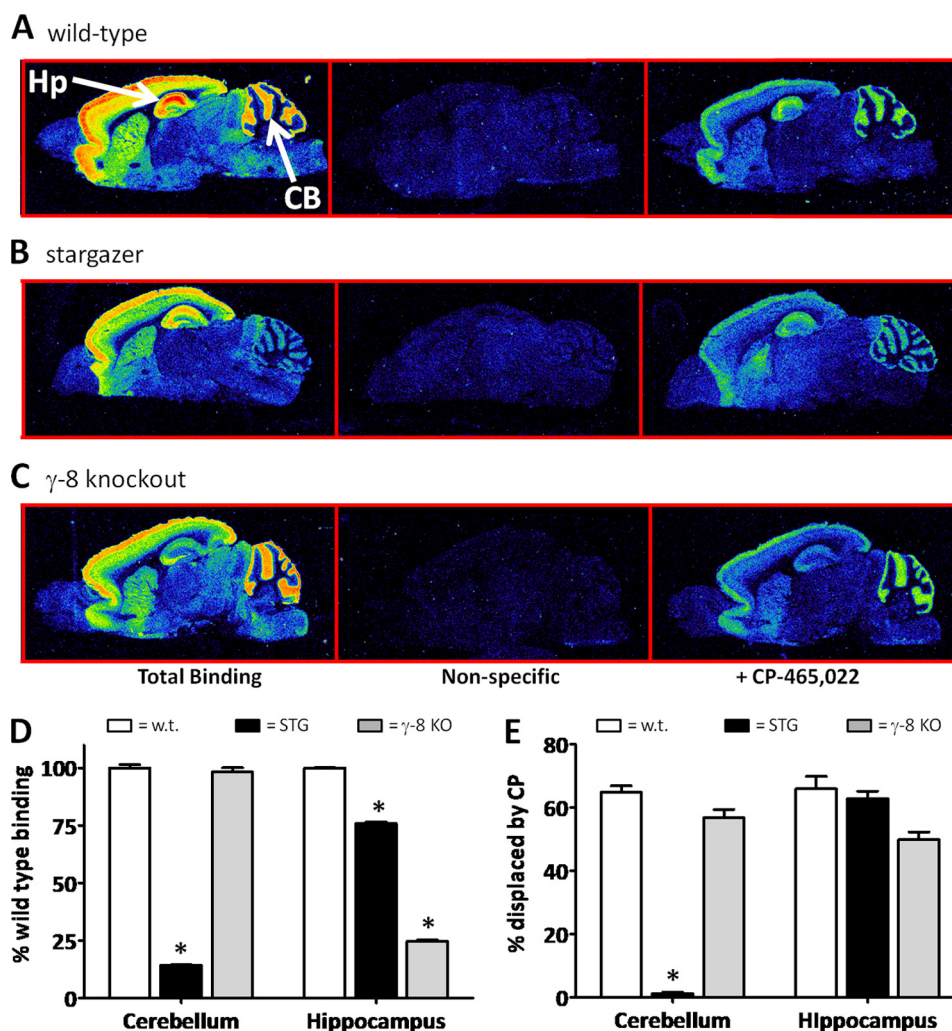 A wild-type
Hp
CB
B stargazer
C γ-8 knockout
Total Binding
Non-specific
+ CP-465,022
D
= w.t.
= STG
= γ-8 KO
% wild type binding
100
75
50
25
0
*
*
*
Cerebellum
Hippocampus
E
= w.t.
= STG
= γ-8 KO
% displaced by CP
80
60
40
20
0
*
Cerebellum
HIppocampus